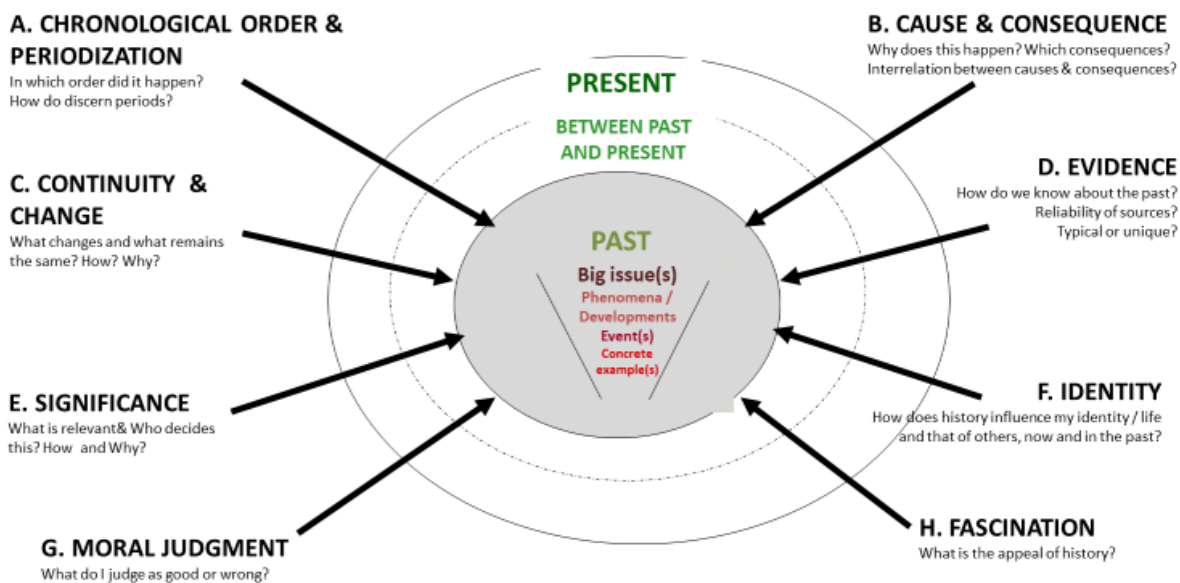 A. CHRONOLOGICAL ORDER &
PERIODIZATION
In which order did it happen?
How do discern periods?
B. CAUSE & CONSEQUENCE
Why does this happen? Which consequences?
Interrelation between causes & consequences?
PRESENT
BETWEEN PAST
AND PRESENT
C. CONTINUITY &
CHANGE
What changes and what remains
the same? How? Why?
D. EVIDENCE
How do we know about the past?
Reliability of sources?
Typical or unique?
PAST
Big issue(s)
Phenomena /
Developments
Event(s)
Concrete
example(s)
E. SIGNIFICANCE
What is relevant& Who decides
this? How and Why?
F. IDENTITY
How does history influence my identity / life
and that of others, now and in the past?
G. MORAL JUDGMENT
What do I judge as good or wrong?
H. FASCINATION
What is the appeal of history?